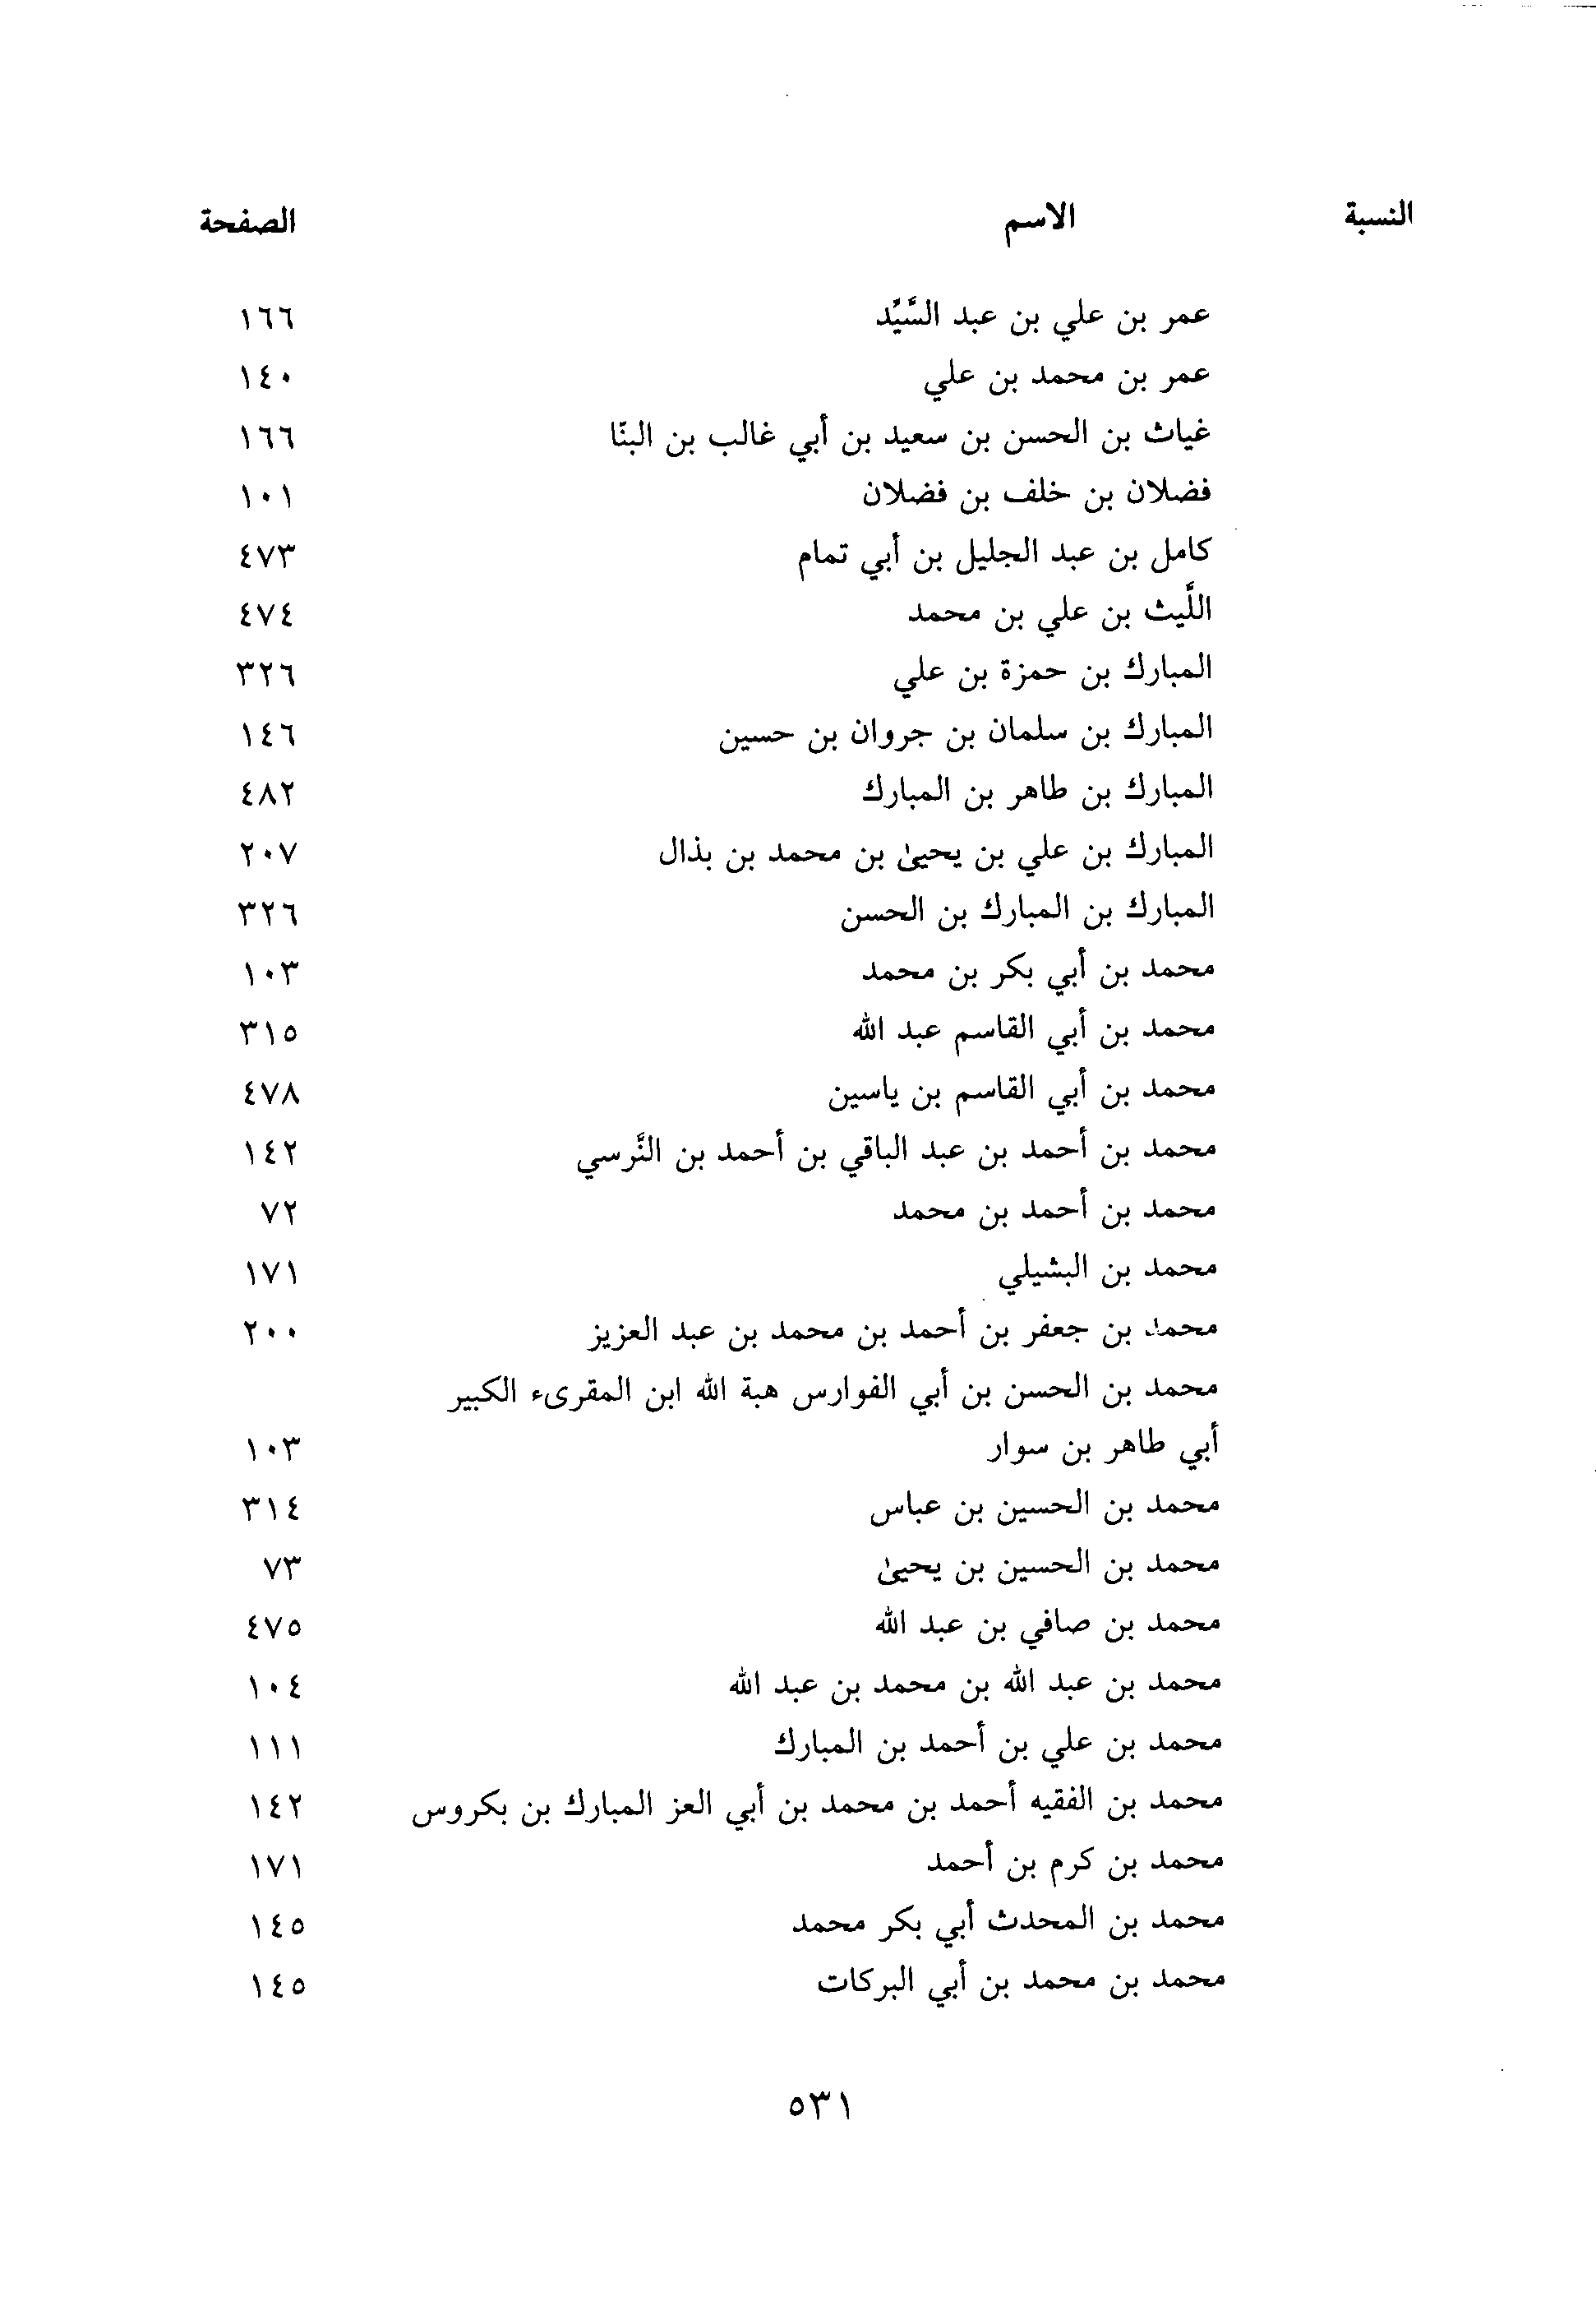 النسبة الاسم الصفحة
عمر بن علي بن عبد السَّيِّد ١٦٦
عمر بن محمد بن علي ١٤٠
غياث بن الحسن بن سعيد بن أبي غالب بن البنّا ١٦٦
فضلان بن خلف بن فضلان ١٠١
كامل بن عبد الجليل بن أبي تمام ٤٧٣
اللَّيث بن علي بن محمد ٤٧٤
المبارك بن حمزة بن علي ٣٢٦
المبارك بن سلمان بن جروان بن حسين ١٤٦
المبارك بن طاهر بن المبارك ٤٨٢
المبارك بن علي بن يحيىٰ بن محمد بن بذال ٢٠٧
المبارك بن المبارك بن الحسن ٣٢٦
محمد بن أبي بكر بن محمد ١٠٣
محمد بن أبي القاسم عبد الله ٣١٥
محمد بن أبي القاسم بن ياسين ٤٧٨
محمد بن أحمد بن عبد الباقي بن أحمد بن النَّرسي ١٤٢
محمد بن أحمد بن محمد ٧٢
محمد بن البشيلي ١٧١
محمد بن جعفر بن أحمد بن محمد بن عبد العزيز ٢٠٠
محمد بن الحسن بن أبي الفوارس هبة الله ابن المقرىء الكبير
أبي طاهر بن سوار ١٠٣
محمد بن الحسين بن عباس ٣١٤
محمد بن الحسين بن يحيىٰ ٧٣
محمد بن صافي بن عبد الله ٤٧٥
محمد بن عبد الله بن محمد بن عبد الله ١٠٤
محمد بن علي بن أحمد بن المبارك ١١١
محمد بن الفقيه أحمد بن محمد بن أبي العز المبارك بن بكروس ١٤٢
محمد بن كرم بن أحمد ١٧١
محمد بن المحدث أبي بكر محمد ١٤٥
محمد بن محمد بن أبي البركات ١٤٥
٥٣١